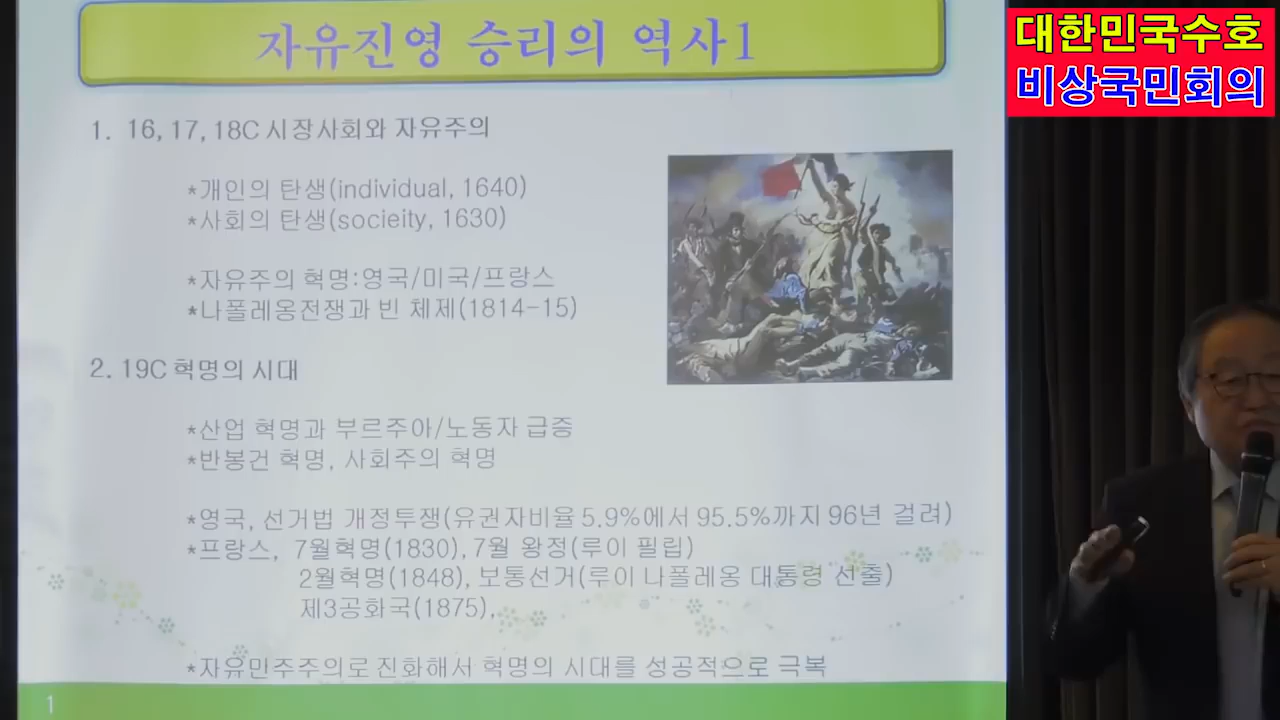 자유진영 승리의 역사1
대한민국수호
비상국민회의
1. 16, 17, 18C 시장사회와 자유주의
*개인의 탄생(individual, 1640)
*사회의 탄생(socieity, 1630)
*자유주의 혁명:영국/미국/프랑스
*나폴레옹전쟁과 빈 체제(1814-15)
2. 19C 혁명의 시대
*산업 혁명과 부르주아/노동자 급증
*반봉건 혁명, 사회주의 혁명
*영국, 선거법 개정투쟁(유권자비율 5.9%에서 95.5%까지 96년 걸려)
*프랑스, 7월혁명(1830), 7월 왕정(루이 필립)
2월혁명(1848), 보통선거(루이 나폴레옹 대통령 선출)
제3공화국(1875),
*자유민주주의로 진화해서 혁명의 시대를 성공적으로 극복
1